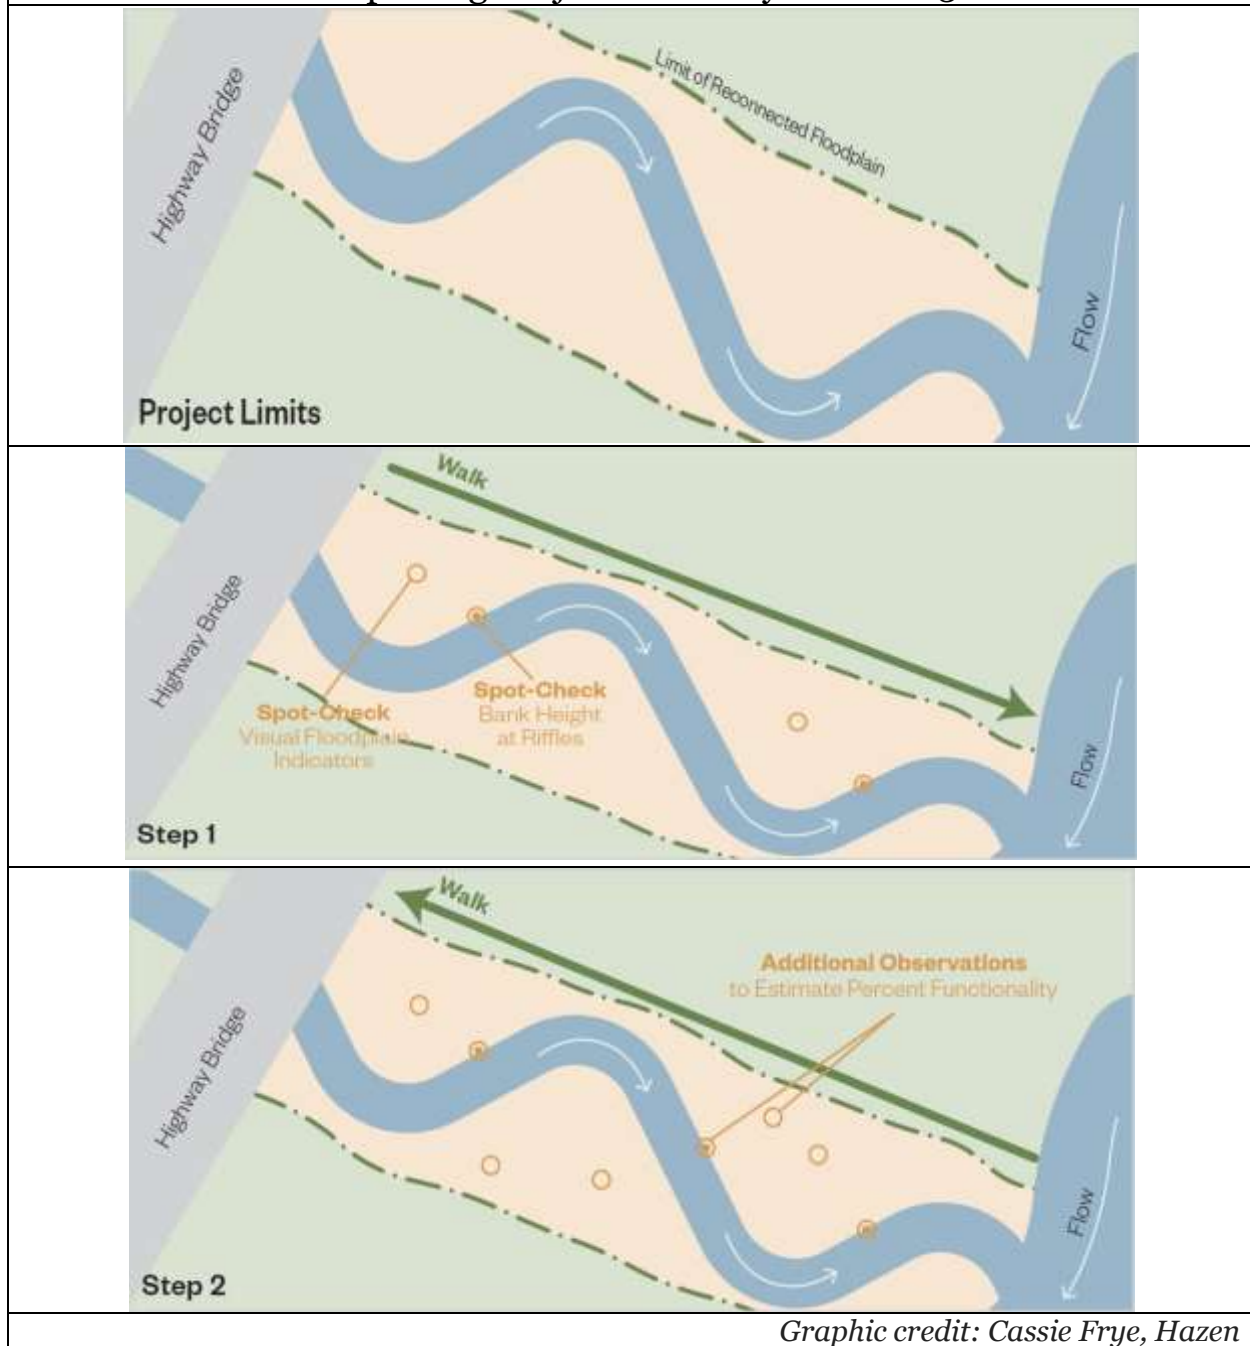 Highway Bridge
Limit of Reconnected Floodplain
Flow
Project Limits
Walk
Highway Bridge
Spot-Check
Visual Floodplain
Indicators
Spot-Check
Bank Height
at Riffles
Flow
Step 1
Walk
Additional Observations
to Estimate Percent Functionality
Highway Bridge
Flow
Step 2
Graphic credit: Cassie Frye, Hazen